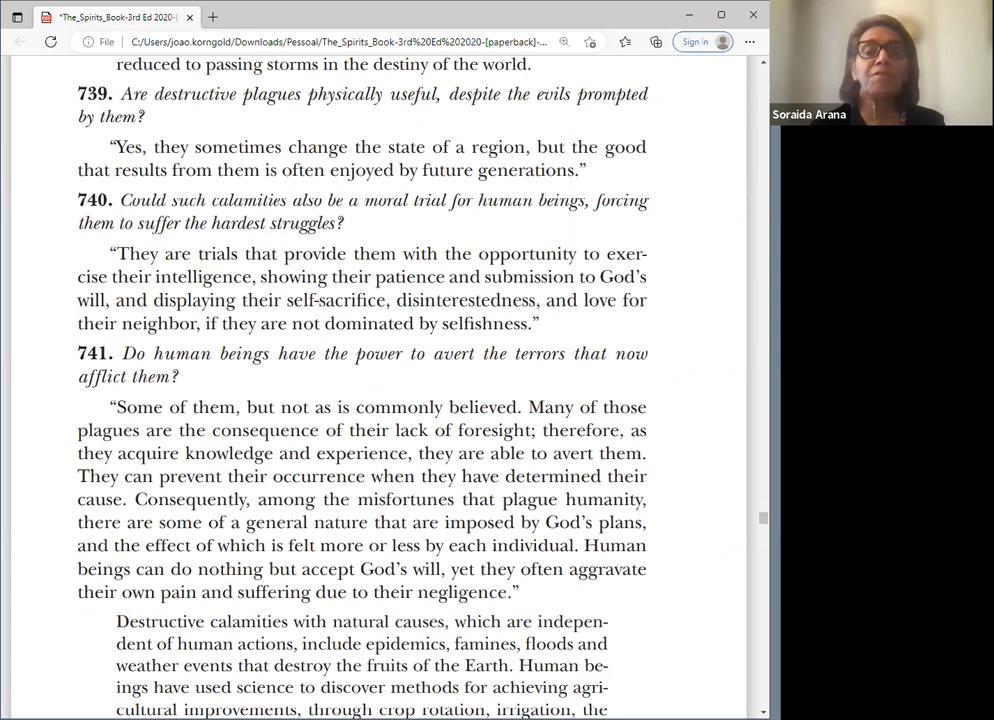 *The_Spirits_Book-3rd Ed 2020-[
File
C:/Users/joao.korngold/Downloads/Pessoal/The_Spirits_Book-3rd%20Ed%202020-[paperback]-...
Sign in
Soraida Arana
reduced to passing storms in the destiny of the world.
739. Are destructive plagues physically useful, despite the evils prompted
by them?
“Yes, they sometimes change the state of a region, but the good
that results from them is often enjoyed by future generations.”
740. Could such calamities also be a moral trial for human beings, forcing
them to suffer the hardest struggles?
“They are trials that provide them with the opportunity to exer-
cise their intelligence, showing their patience and submission to God’s
will, and displaying their self-sacrifice, disinterestedness, and love for
their neighbor, if they are not dominated by selfishness.”
741. Do human beings have the power to avert the terrors that now
afflict them?
“Some of them, but not as is commonly believed. Many of those
plagues are the consequence of their lack of foresight; therefore, as
they acquire knowledge and experience, they are able to avert them.
They can prevent their occurrence when they have determined their
cause. Consequently, among the misfortunes that plague humanity,
there are some of a general nature that are imposed by God’s plans,
and the effect of which is felt more or less by each individual. Human
beings can do nothing but accept God’s will, yet they often aggravate
their own pain and suffering due to their negligence.”
Destructive calamities with natural causes, which are indepen-
dent of human actions, include epidemics, famines, floods and
weather events that destroy the fruits of the Earth. Human be-
ings have used science to discover methods for achieving agri-
cultural improvements, through crop rotation, irrigation, the